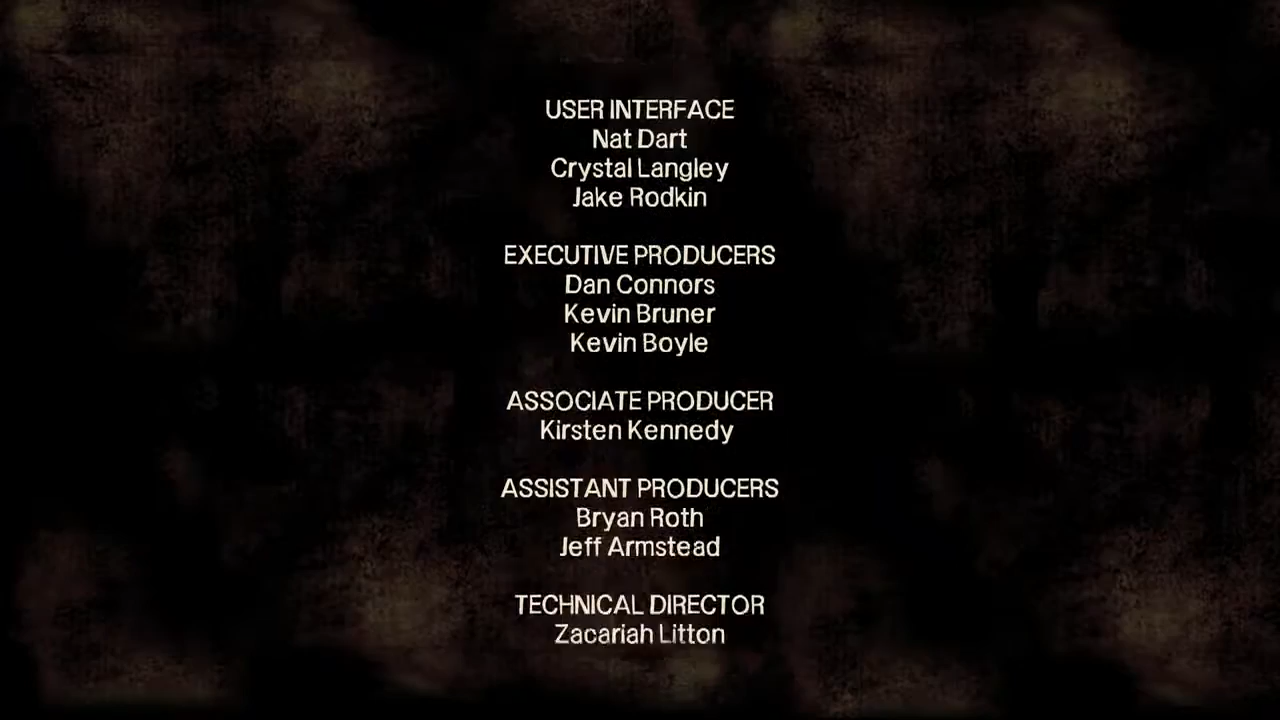 USER INTERFACE
Nat Dart
Crystal Langley
Jake Rodkin
EXECUTIVE PRODUCERS
Dan Connors
Kevin Bruner
Kevin Boyle
ASSOCIATE PRODUCER
Kirsten Kennedy
ASSISTANT PRODUCERS
Bryan Roth
Jeff Armstead
TECHNICAL DIRECTOR
Zacariah Litton